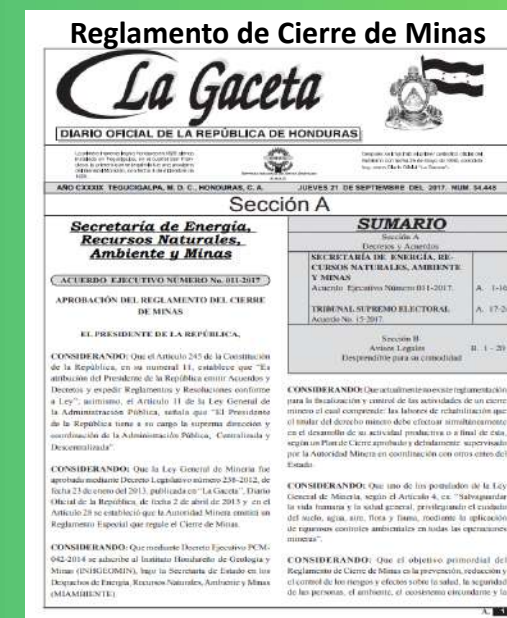 Reglamento de Cierre de Minas
La Gaceta
DIARIO OFICIAL DE LA REPÚBLICA DE HONDURAS
AÑO CXXXIX TEGUCIGALPA, M. D. C., HONDURAS, C. A.
JUEVES 21 DE SEPTIEMBRE DEL 2017. NUM. 34,448
Sección A
Secretaría de Energía,
Recursos Naturales,
Ambiente y Minas
ACUERDO EJECUTIVO NÚMERO No. 011-2017
APROBACIÓN DEL REGLAMENTO DEL CIERRE
DE MINAS
EL PRESIDENTE DE LA REPÚBLICA,
CONSIDERANDO: Que el Artículo 245 de la Constitución
de la República, en su numeral 11, establece que "Es
atribución del Presidente de la República emitir Acuerdos y
Decretos y expedir Reglamentos y Resoluciones conforme
a Ley"; asimismo, el Artículo 11 de la Ley General de
la Administración Pública, señala que "El Presidente
de la República tiene a su cargo la suprema dirección y
coordinación de la Administración Pública, Centralizada y
Descentralizada".
CONSIDERANDO: Que la Ley General de Minería fue
aprobada mediante Decreto Legislativo número 238-2012, de
fecha 23 de enero del 2013, publicada en "La Gaceta", Diario
Oficial de la República, de fecha 2 de abril de 2013 y en el
Artículo 28 se estableció que la Autoridad Minera emitirá un
Reglamento Especial que regule el Cierre de Minas.
CONSIDERANDO: Que mediante Decreto Ejecutivo PCM-
042-2014 se adscribe al Instituto Hondureño de Geología y
Minas (INHGEOMIN), bajo la Secretaría de Estado en los
Despachos de Energía, Recursos Naturales, Ambiente y Minas
(MIAMBIENTE)
SUMARIO
Sección A
Decretos y Acuerdos
SECRETARÍA DE ENERGÍA, RE-
CURSOS NATURALES, AMBIENTE
Y MINAS
Acuerdo Ejecutivo Número 011-2017. A. 1-16
TRIBUNAL SUPREMO ELECTORAL
Acuerdo No. 15-2017. A. 17-2
Sección B
Avisos Legales B. 1 - 20
Desprendible para su comodidad
CONSIDERANDO: Que actualmente no existe reglamentación
para la fiscalización y control de las actividades de un cierre
minero el cual comprende: las labores de rehabilitación que
el titular del derecho minero debe efectuar simultáneamente
en el desarrollo de su actividad productiva o a final de ésta,
según un Plan de Cierre aprobado y debidamente supervisado
por la Autoridad Minera en coordinación con otros entes del
Estado.
CONSIDERANDO: Que uno de los postulados de la Ley
General de Minería, según el Artículo 4, es: "Salvaguardar
la vida humana y la salud general, privilegiando el cuidado
del suelo, agua, aire, flora y fauna, mediante la aplicación
de rigurosos controles ambientales en todas las operaciones
mineras".
CONSIDERANDO: Que el objetivo primordial del
Reglamento de Cierre de Minas es la prevención, reducción y
el control de los riesgos y efectos sobre la salud, la seguridad
de las personas, el ambiente, el ecosistema circundante y la
A. 1